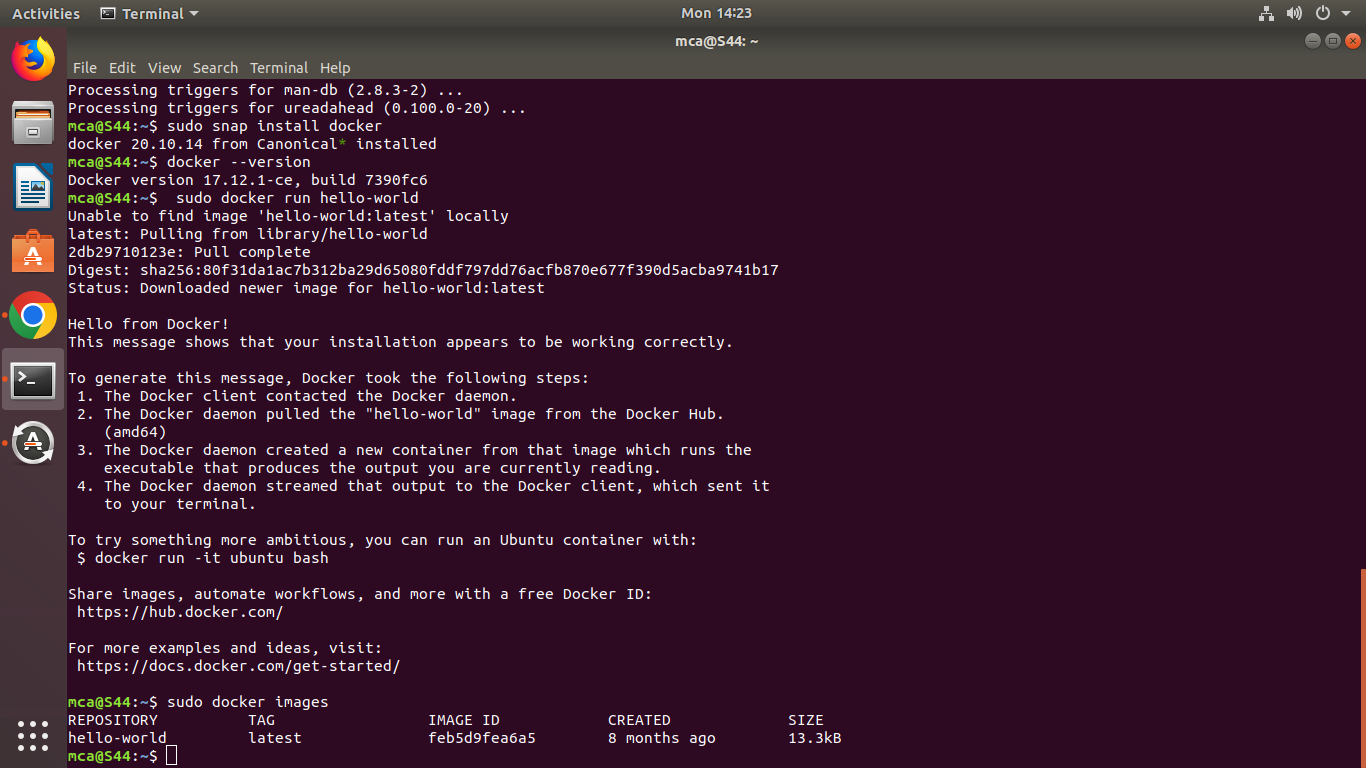 Activities Terminal Mon 14:23
mca@S44: ~
File Edit View Search Terminal Help
Processing triggers for man-db (2.8.3-2) ...
Processing triggers for ureadahead (0.100.0-20) ...
mca@S44:~$ sudo snap install docker
docker 20.10.14 from Canonical* installed
mca@S44:~$ docker --version
Docker version 17.12.1-ce, build 7390fc6
mca@S44:~$  sudo docker run hello-world
Unable to find image 'hello-world:latest' locally
latest: Pulling from library/hello-world
2db29710123e: Pull complete
Digest: sha256:80f31da1ac7b312ba29d65080fddf797dd76acfb870e677f390d5acba9741b17
Status: Downloaded newer image for hello-world:latest
Hello from Docker!
This message shows that your installation appears to be working correctly.
To generate this message, Docker took the following steps:
 1. The Docker client contacted the Docker daemon.
 2. The Docker daemon pulled the "hello-world" image from the Docker Hub.
    (amd64)
 3. The Docker daemon created a new container from that image which runs the
    executable that produces the output you are currently reading.
 4. The Docker daemon streamed that output to the Docker client, which sent it
    to your terminal.
To try something more ambitious, you can run an Ubuntu container with:
 $ docker run -it ubuntu bash
Share images, automate workflows, and more with a free Docker ID:
 https://hub.docker.com/
For more examples and ideas, visit:
 https://docs.docker.com/get-started/
mca@S44:~$ sudo docker images
REPOSITORY          TAG                 IMAGE ID            CREATED             SIZE
hello-world         latest              feb5d9fea6a5        8 months ago        13.3kB
mca@S44:~$